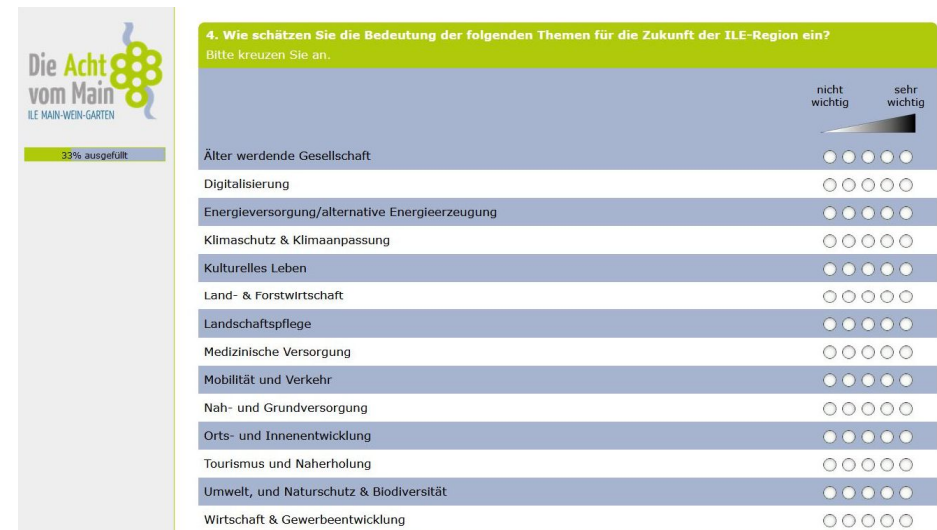 Die Acht
vom Main
ILE MAIN-WEIN-GARTEN
33% ausgefüllt
4. Wie schätzen Sie die Bedeutung der folgenden Themen für die Zukunft der ILE-Region ein?
Bitte kreuzen Sie an.
nicht wichtig
sehr wichtig
Älter werdende Gesellschaft
Digitalisierung
Energieversorgung/alternative Energieerzeugung
Klimaschutz & Klimaanpassung
Kulturelles Leben
Land- & Forstwirtschaft
Landschaftspflege
Medizinische Versorgung
Mobilität und Verkehr
Nah- und Grundversorgung
Orts- und Innenentwicklung
Tourismus und Naherholung
Umwelt, und Naturschutz & Biodiversität
Wirtschaft & Gewerbeentwicklung